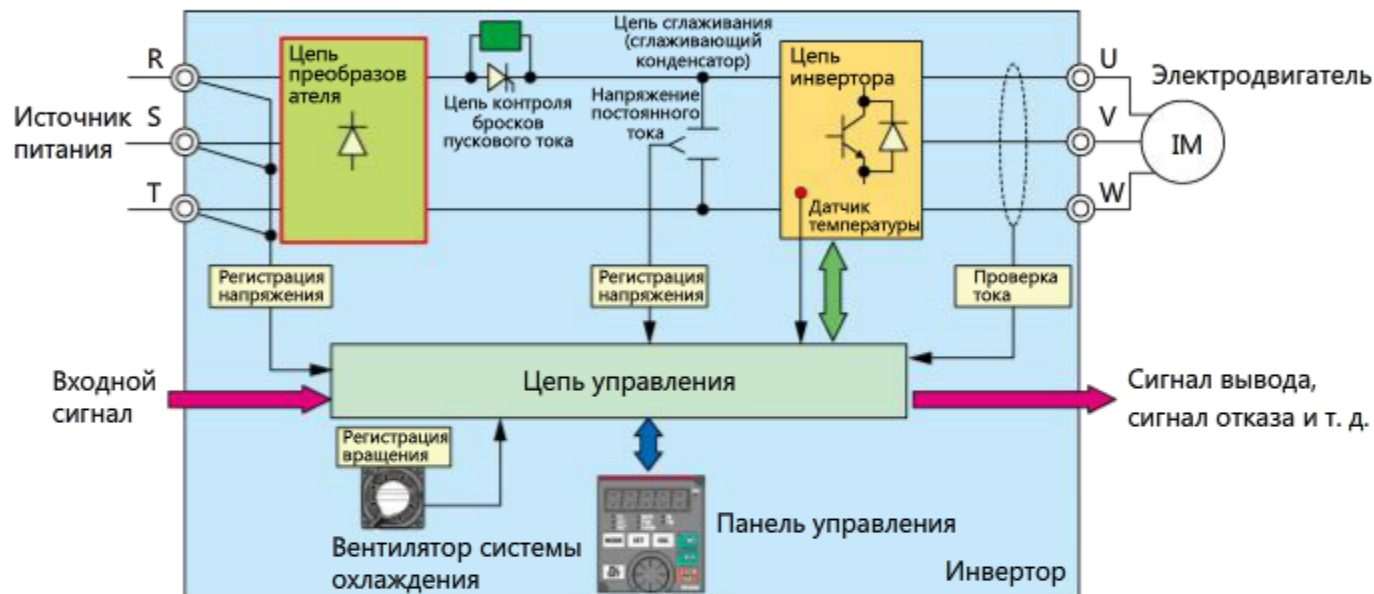 R
Источник
питания
S
T
Цепь
преобразов
ателя
Цепь контроля
бросков
пускового тока
Цепь сглаживания
(сглаживающий
конденсатор)
Напряжение
постоянного
тока
Цепь
инвертора
Датчик
температуры
U
V
W
Электродвигатель
IM
Регистрация
напряжения
Регистрация
напряжения
Проверка
тока
Входной
сигнал
Цепь управления
Сигнал вывода,
сигнал отказа и т. д.
Регистрация
вращения
Вентилятор системы
охлаждения
Панель управления
Инвертор